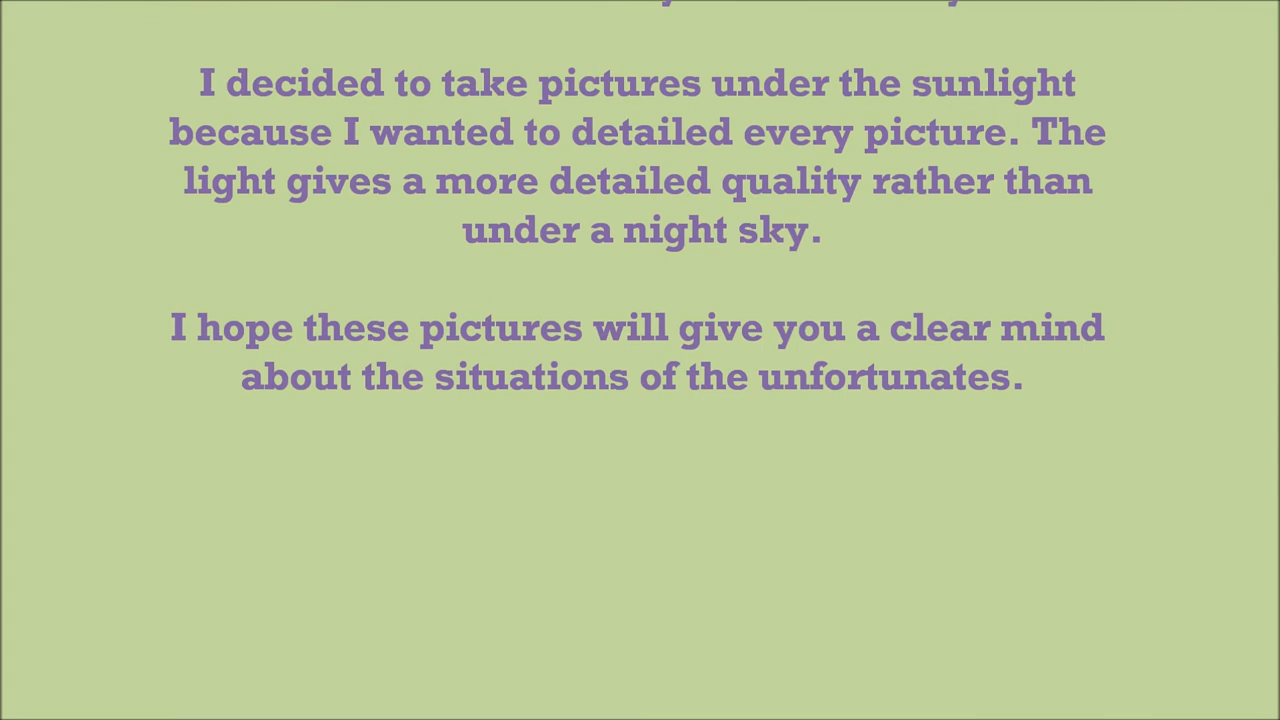 I decided to take pictures under the sunlight
because I wanted to detailed every picture. The
light gives a more detailed quality rather than
under a night sky.
I hope these pictures will give you a clear mind
about the situations of the unfortunates.